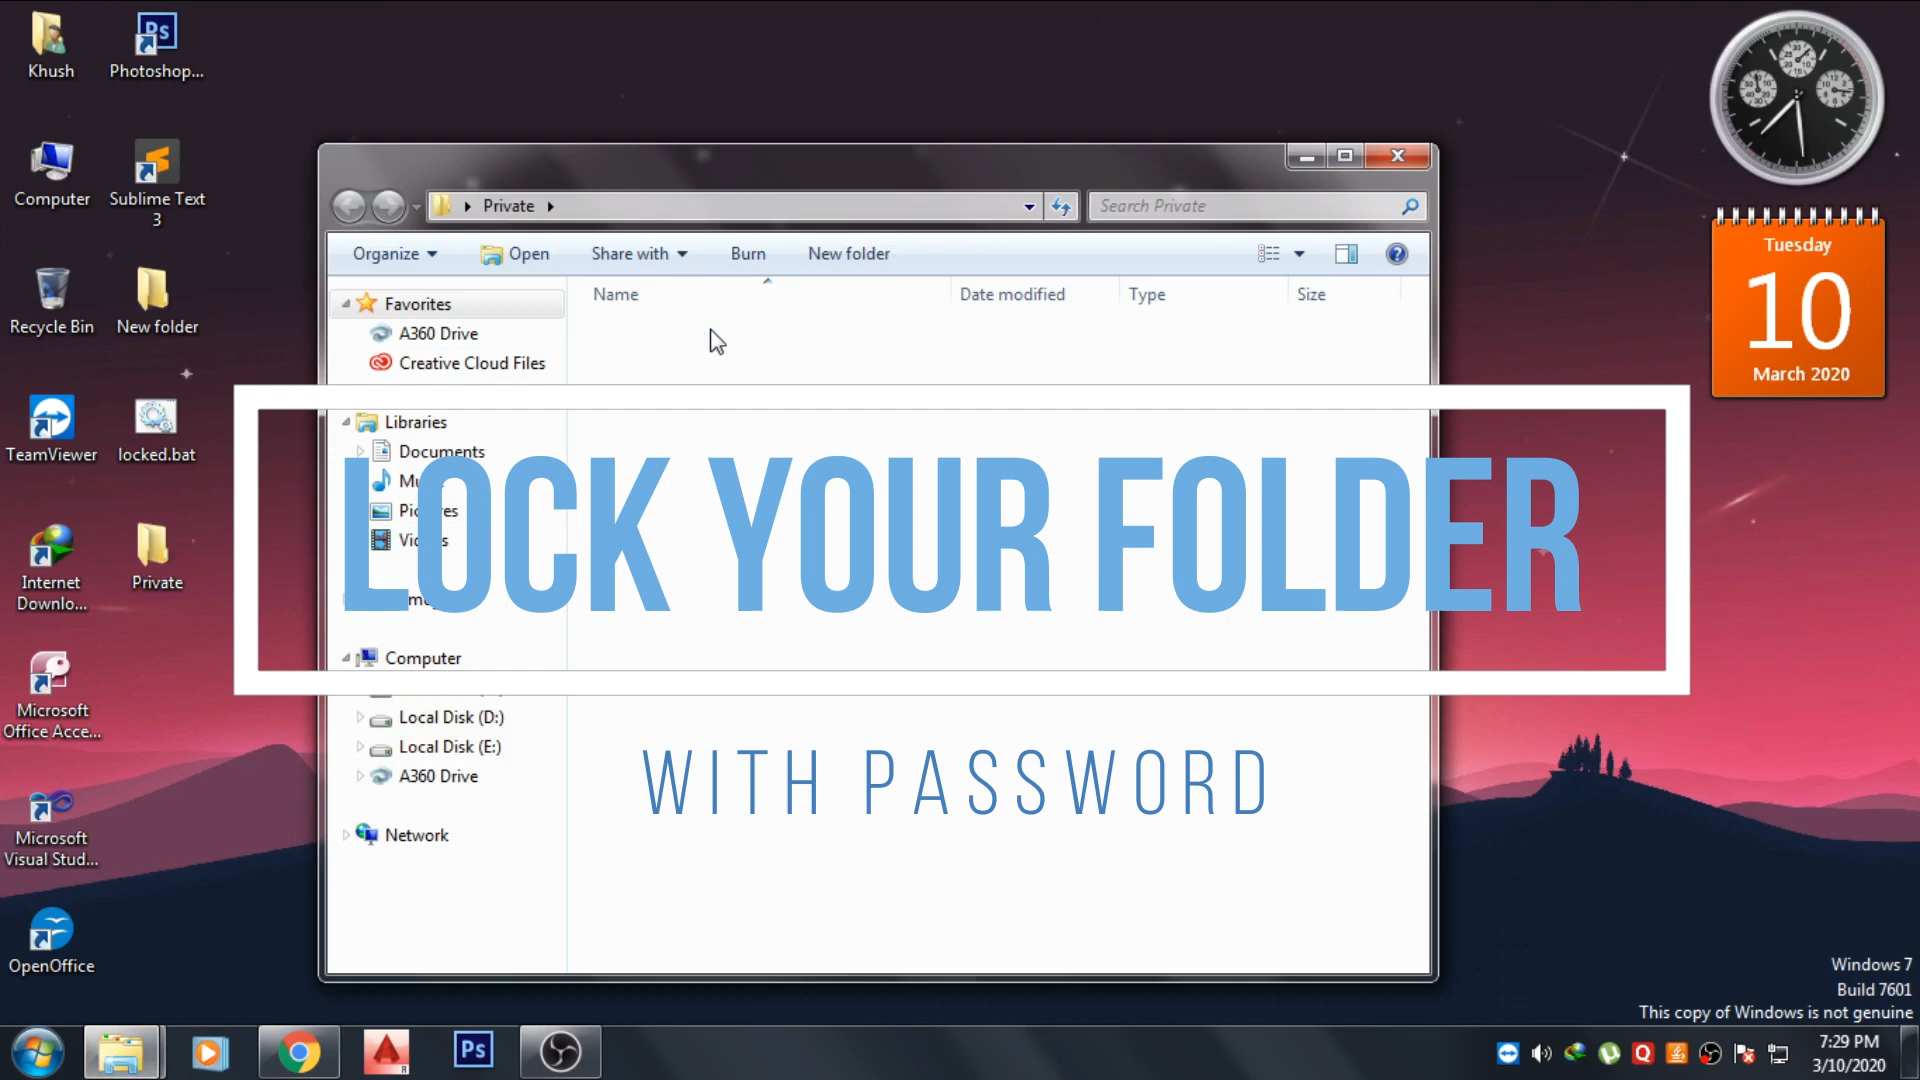 Khush
Photoshop...
Computer
Sublime Text
3
Recycle Bin
New folder
TeamViewer
locked.bat
Internet
Downlo...
Private
Microsoft
Office Acce...
Microsoft
Visual Stud...
OpenOffice
Private
Search Private
Organize
Open
Share with
Burn
New folder
Name
Date modified
Type
Size
Favorites
A360 Drive
Creative Cloud Files
Libraries
Documents
Computer
Local Disk (D:)
Local Disk (E:)
A360 Drive
Network
LOCK YOUR FOLDER
WITH PASSWORD
Tuesday
10
March 2020
Windows 7
Build 7601
This copy of Windows is not genuine
Ps
Ps
7:29 PM
3/10/2020